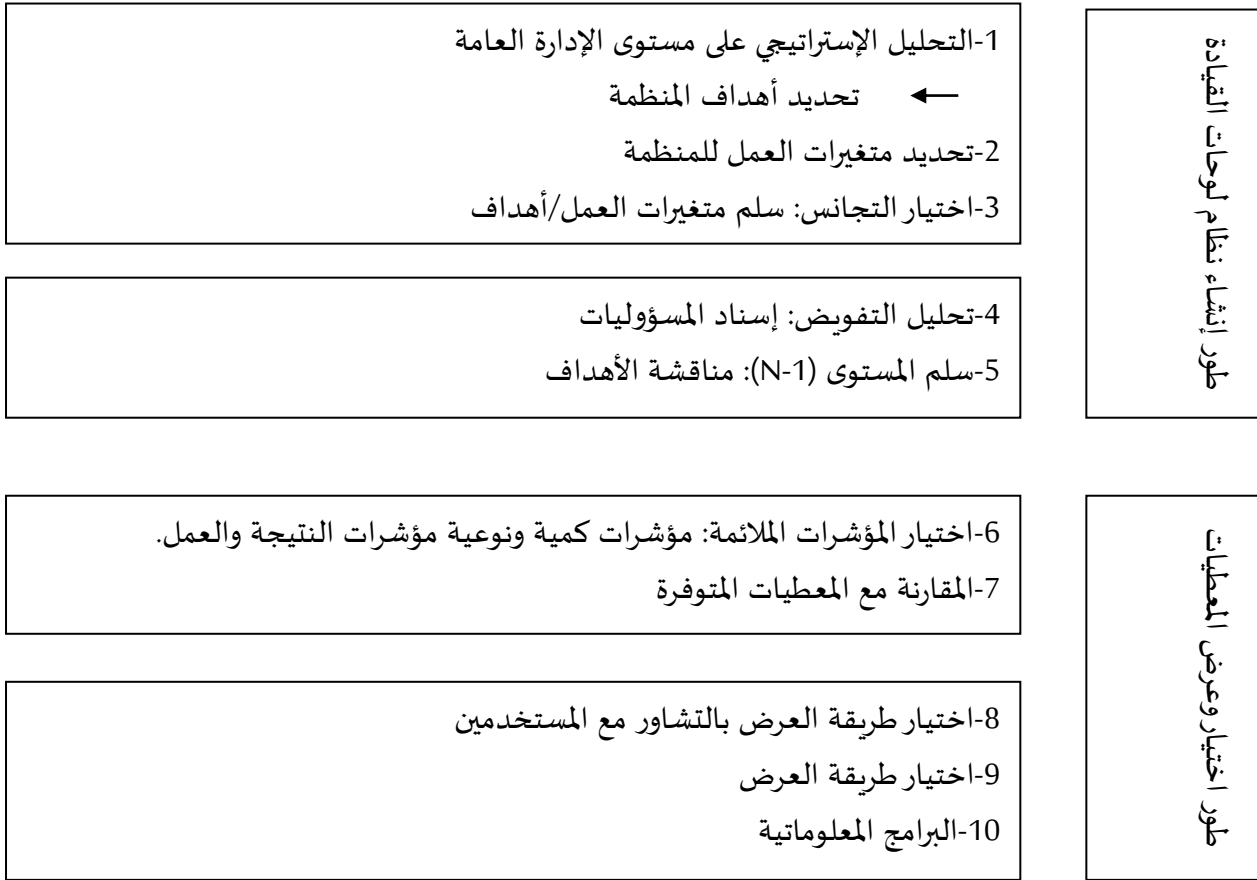 طور إنشاء نظام لوحات القيادة
1-التحليل الإستراتيجي على مستوى الإدارة العامة
← تحديد أهداف المنظمة
2-تحديد متغيرات العمل للمنظمة
3-اختيار التجانس: سلم متغيرات العمل/أهداف
4-تحليل التفويض: إسناد المسؤوليات
5-سلم المستوى (N-1): مناقشة الأهداف
طور اختيار وعرض المعطيات
6-اختيار المؤشرات الملائمة: مؤشرات كمية ونوعية مؤشرات النتيجة والعمل.
7-المقارنة مع المعطيات المتوفرة
8-اختيار طريقة العرض بالتشاور مع المستخدمين
9-اختيار طريقة العرض
10-البرامج المعلوماتية